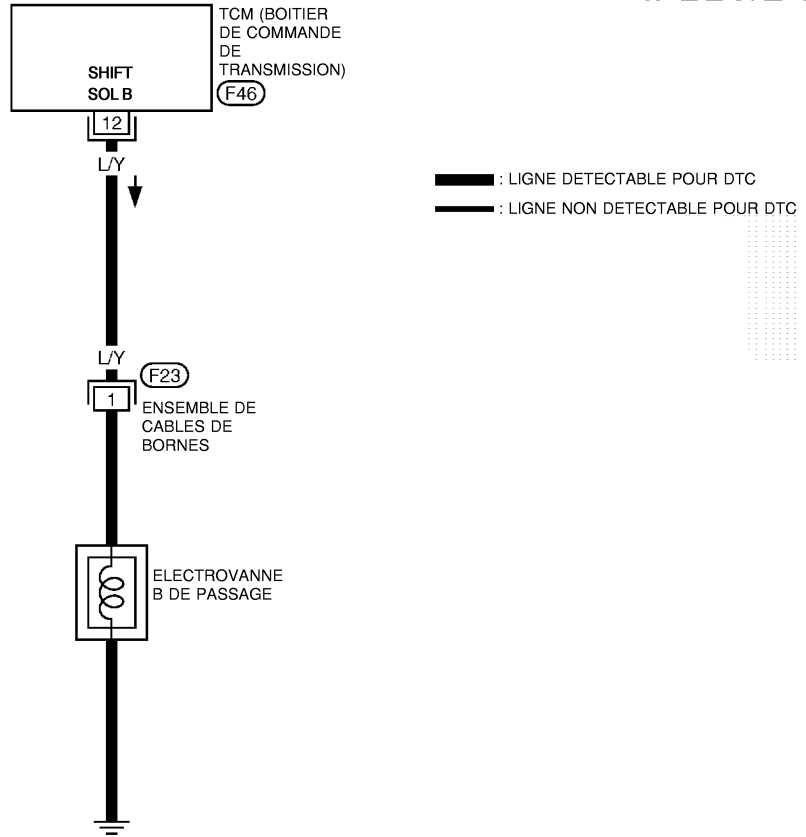 TCM (BOITIER
DE COMMANDE
DE
TRANSMISSION)
SHIFT
SOL B
F46
12
L/Y
: LIGNE DETECTABLE POUR DTC
: LIGNE NON DETECTABLE POUR DTC
L/Y
F23
1
ENSEMBLE DE
CABLES DE
BORNES
ELECTROVANNE
B DE PASSAGE